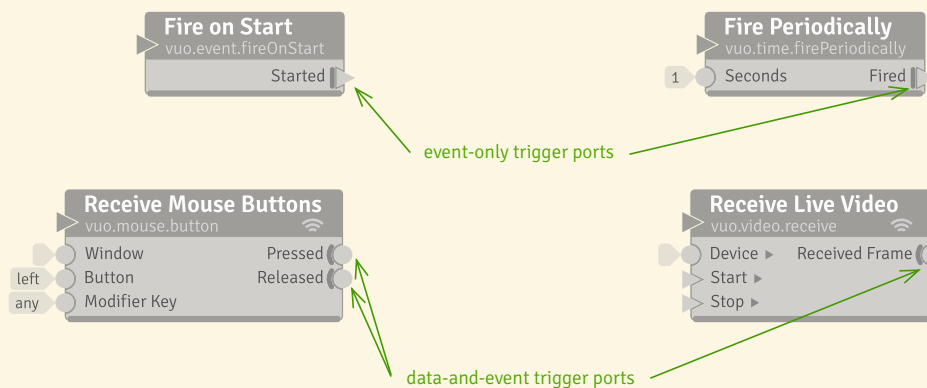 Fire on Start
vuo.event.fireOnStart
Started
Fire Periodically
vuo.time.firePeriodically
1 Seconds Fired
event-only trigger ports
Receive Mouse Buttons
vuo.mouse.button
Window Pressed
left Button Released
any Modifier Key
Receive Live Video
vuo.video.receive
Device Received Frame
Start
Stop
data-and-event trigger ports